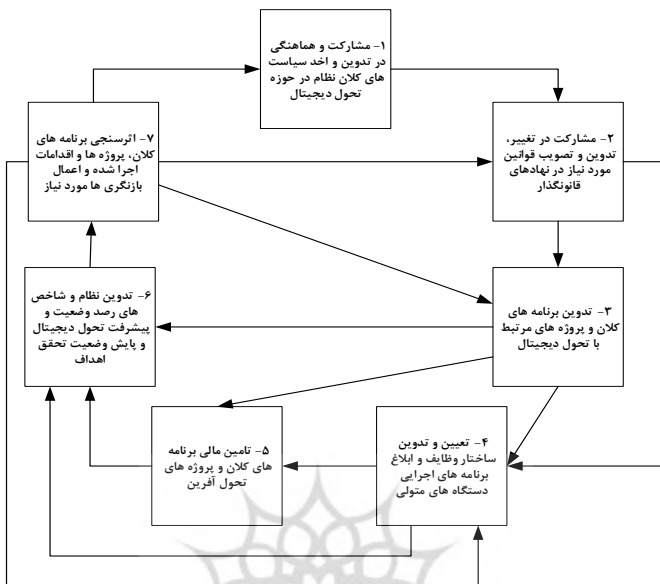 ۱- مشارکت و هماهنگی
در تدوین و اخد سیاست
های کلان نظام در حوزه
تحول دیجیتال
۲- مشارکت در تغییر،
تدوین و تصویب قوانین
مورد نیاز در نهادهای
قانونگذار
۳- تدوین برنامه های
کلان و پروژه های مرتبط
با تحول دیجیتال
۴- تعیین و تدوین
ساختار وظایف و ابلاغ
برنامه های اجرایی
دستگاه های متولی
۵- تامین مالی برنامه
های کلان و پروژه های
تحول آفرین
۶- تدوین نظام و شاخص
های رصد وضعیت و
پیشرفت تحول دیجیتال
و پایش وضعیت تحقق
اهداف
۷- اثرسنجی برنامه های
کلان، پروژه ها و اقدامات
اجرا شده و اعمال
بازنگری ها مورد نیاز